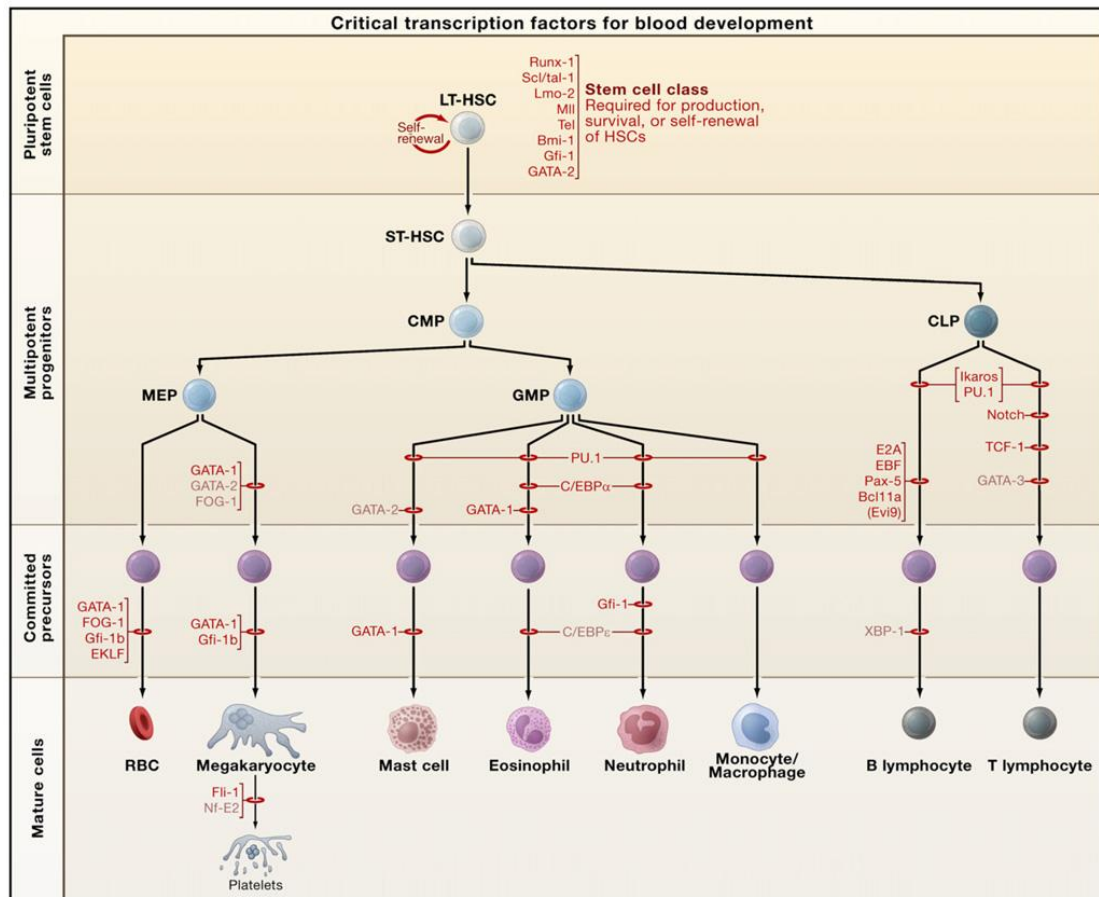 Critical transcription factors for blood development
Pluripotent
stem cells
LT-HSC
Self-
renewal
Runx-1
Scl/tal-1
Lmo-2
Mll
Tel
Bmi-1
Gfi-1
GATA-2
Stem cell class
Required for production,
survival, or self-renewal
of HSCs
Multipotent
progenitors
ST-HSC
CMP
CLP
MEP
GMP
Ikaros
PU.1
Notch
TCF-1
GATA-3
E2A
EBF
Pax-5
Bcl11a
(Evi9)
GATA-1
GATA-2
FOG-1
PU.1
C/EBPα
GATA-2
GATA-1
Committed
precursors
GATA-1
FOG-1
Gfi-1b
EKLF
GATA-1
Gfi-1b
GATA-1
Gfi-1
C/EBPε
XBP-1
Mature cells
RBC
Megakaryocyte
Mast cell
Eosinophil
Neutrophil
Monocyte/
Macrophage
B lymphocyte
T lymphocyte
Fli-1
Nf-E2
Platelets